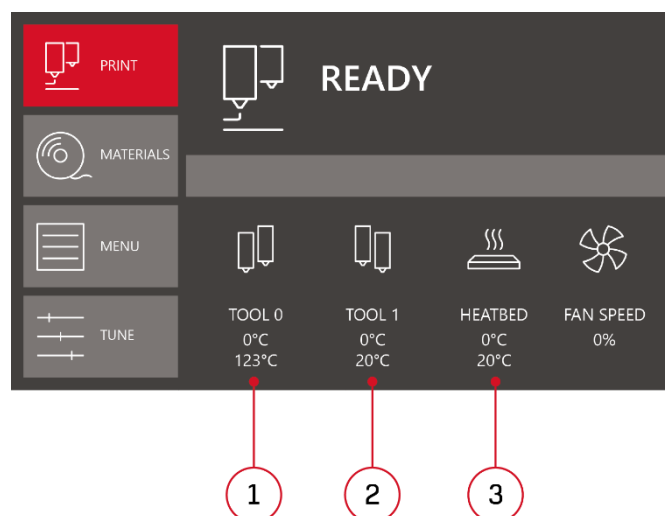 PRINT
READY
MATERIALS
MENU
TUNE
TOOL 0
0°C
123°C
TOOL 1
0°C
20°C
HEATBED
0°C
20°C
FAN SPEED
0%
1
2
3